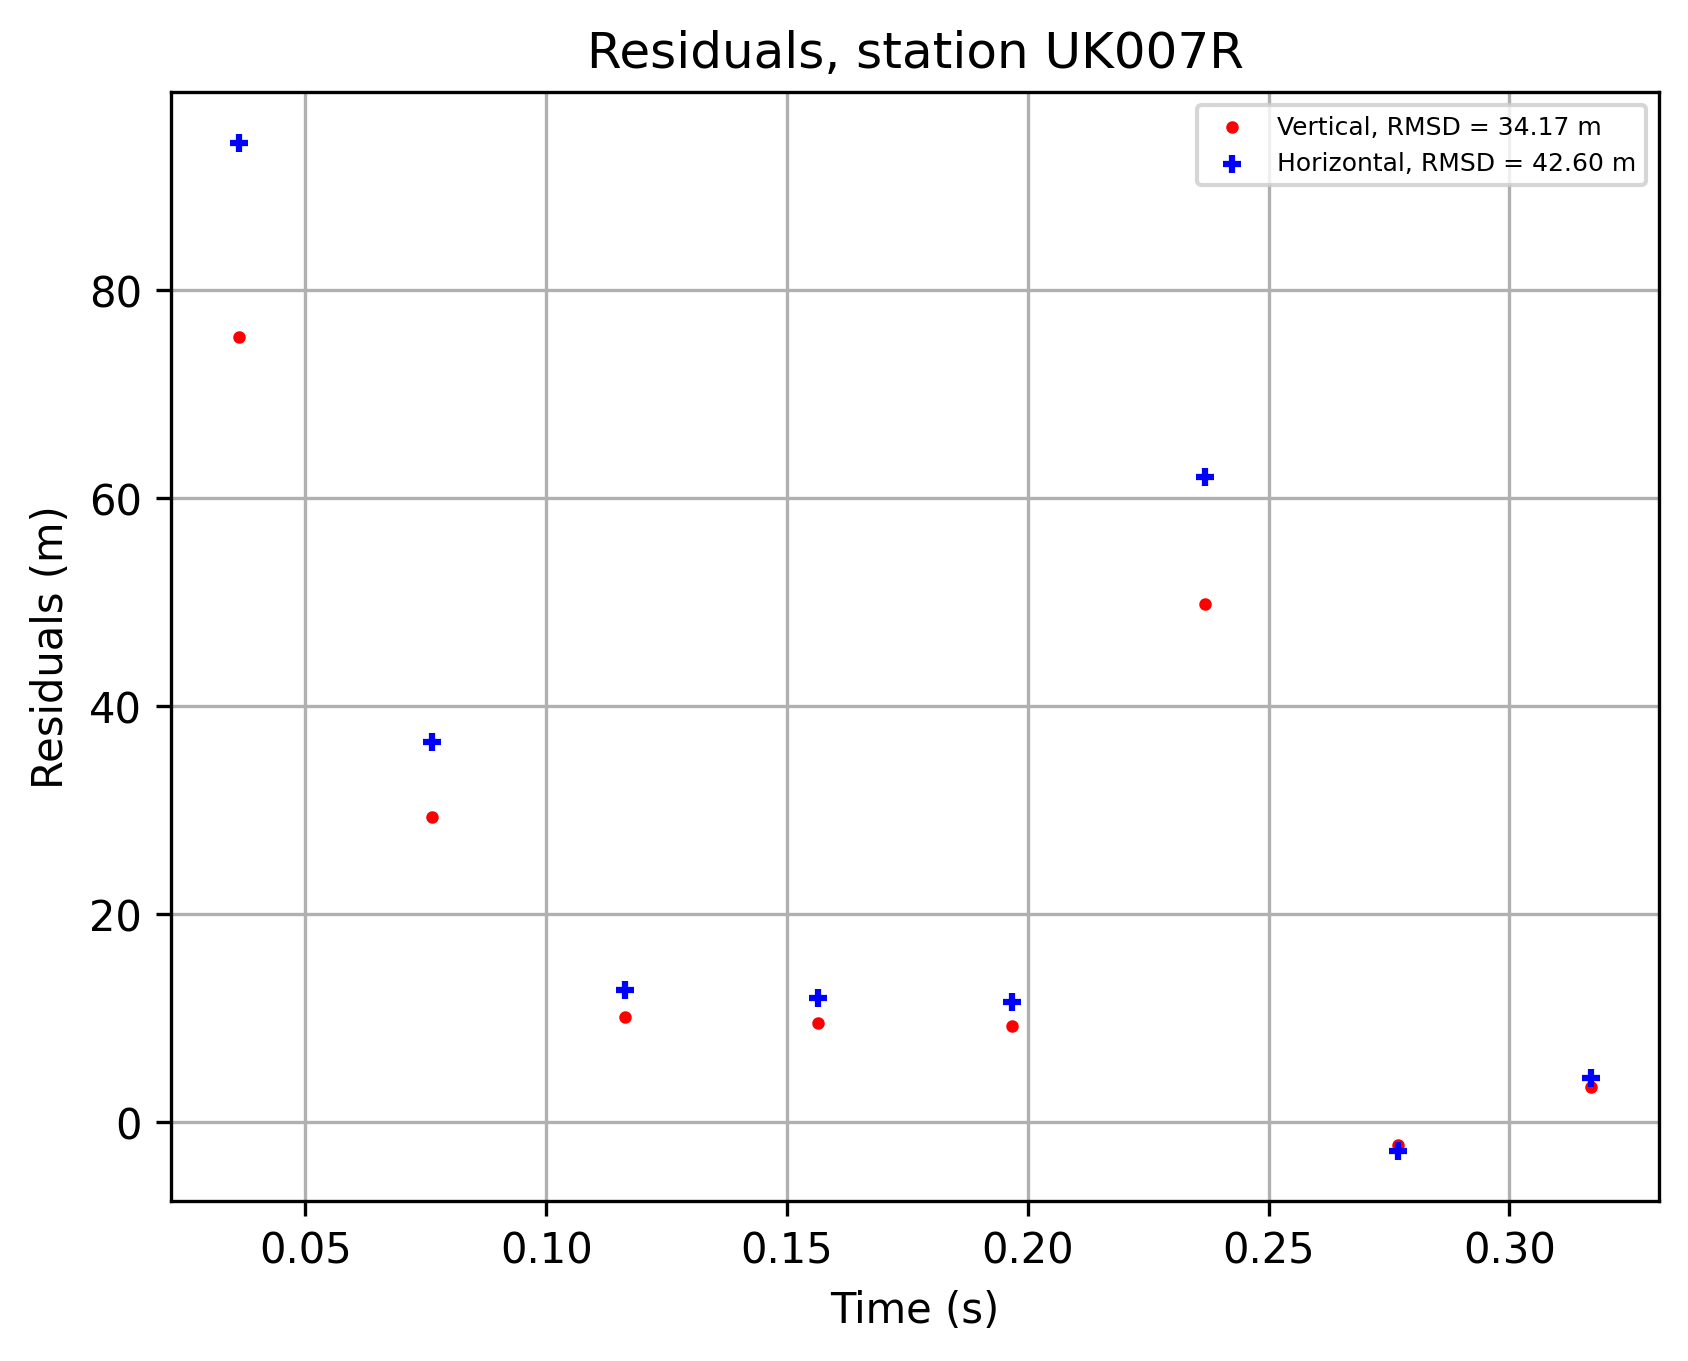 Residuals, station UK007R
Vertical, RMSD = 34.17 m
Horizontal, RMSD = 42.60 m
Residuals (m)
80
60
40
20
0
0.05 0.10 0.15 0.20 0.25 0.30
Time (s)